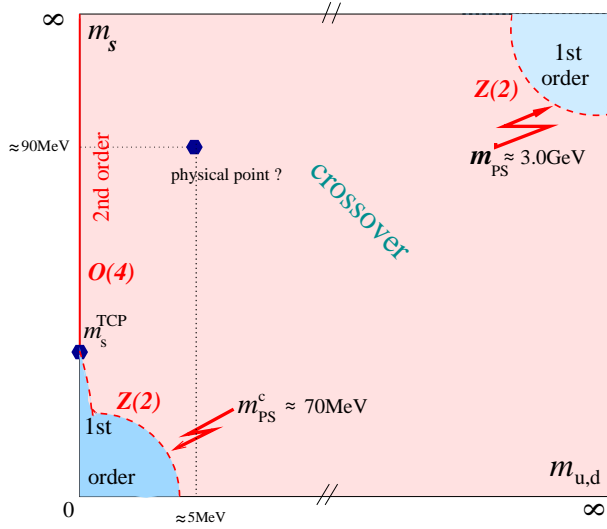 ∞
m_s
1st
order
Z(2)
m_PS ≈ 3.0GeV
≈90MeV
2nd order
physical point ?
crossover
O(4)
m_s^TCP
Z(2)
m_PS^c ≈ 70MeV
1st
order
m_u,d
0
≈5MeV
∞